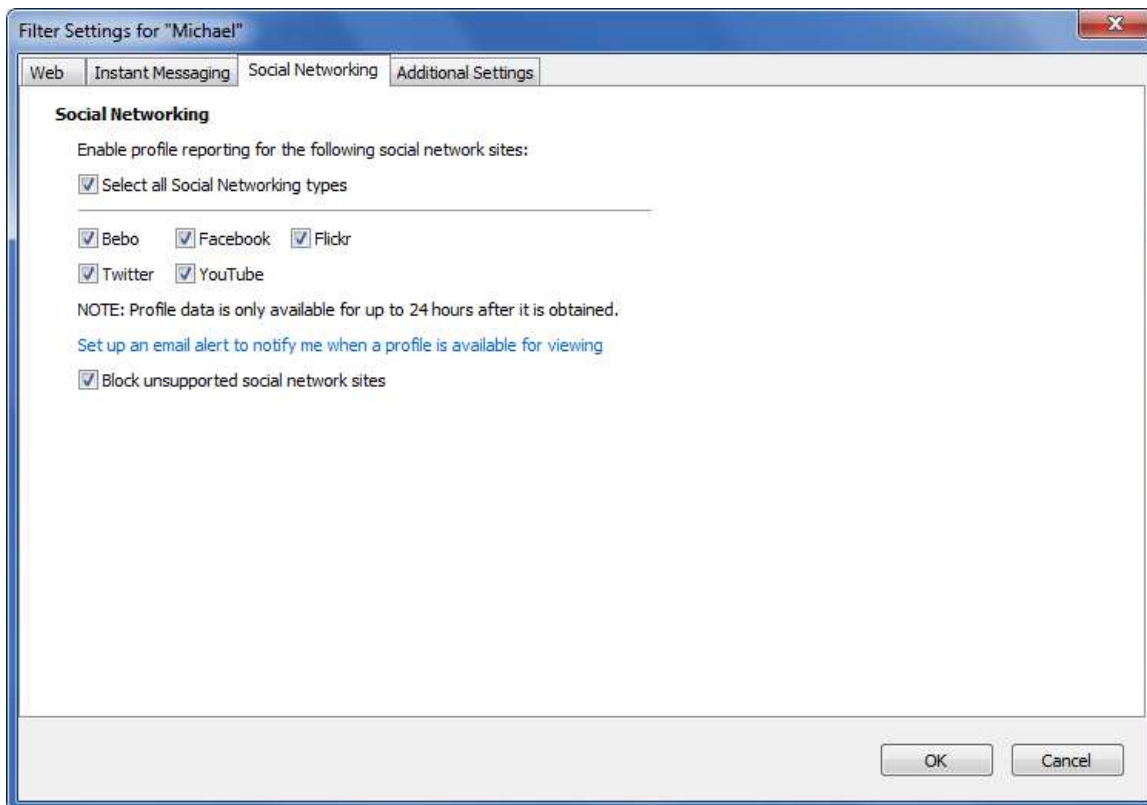 Filter Settings for "Michael"
Web Instant Messaging Social Networking Additional Settings
Social Networking
Enable profile reporting for the following social network sites:
Select all Social Networking types
Bebo Facebook Flickr
Twitter YouTube
NOTE: Profile data is only available for up to 24 hours after it is obtained.
Set up an email alert to notify me when a profile is available for viewing
Block unsupported social network sites
OK Cancel